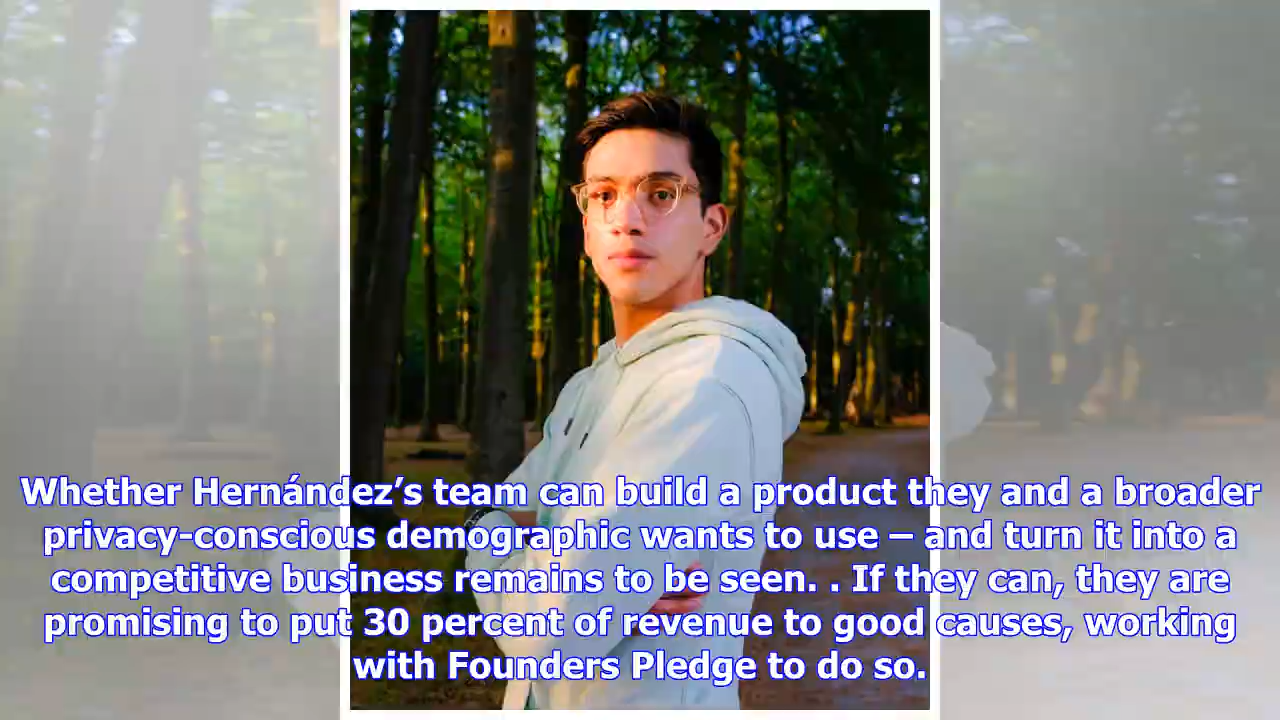 Whether Hernández’s team can build a product they and a broader
privacy-conscious demographic wants to use – and turn it into a
competitive business remains to be seen. . If they can, they are
promising to put 30 percent of revenue to good causes, working
with Founders Pledge to do so.